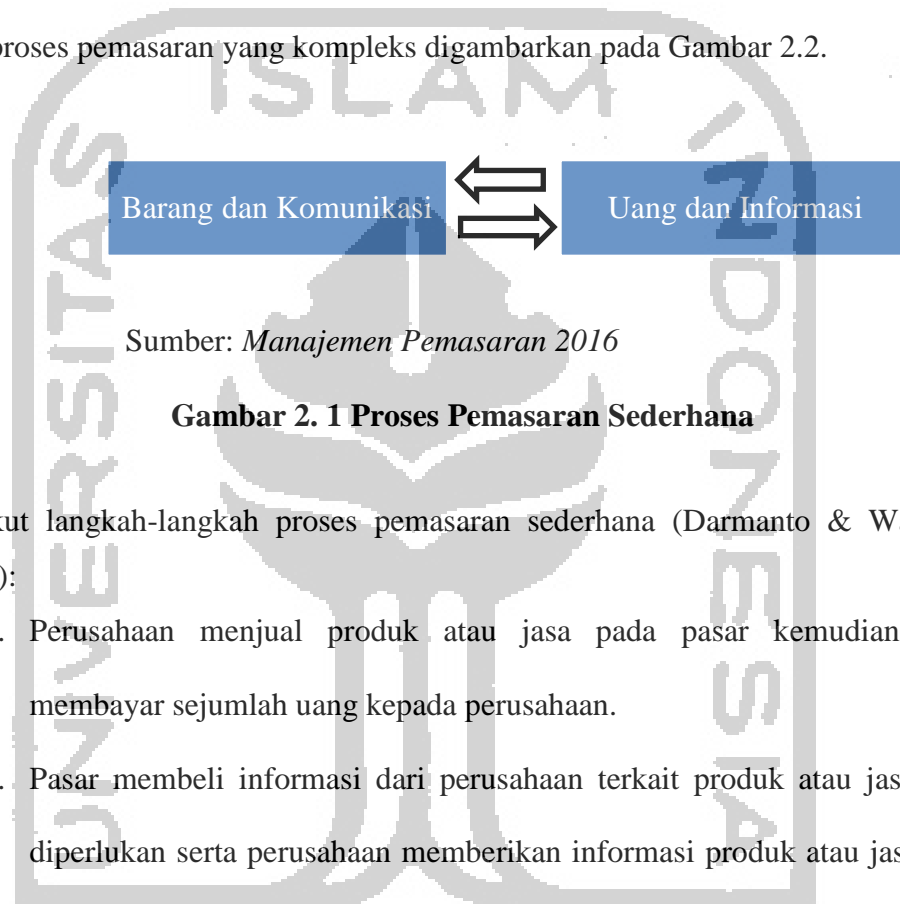 proses pemasaran yang kompleks digambarkan pada Gambar 2.2.
ISLAM
UNIVERSITAS
INDONESIA
Barang dan Komunikasi
Uang dan Informasi
Sumber: Manajemen Pemasaran 2016
Gambar 2. 1 Proses Pemasaran Sederhana
langkah-langkah proses pemasaran sederhana (Darmanto & W
):
. Perusahaan menjual produk atau jasa pada pasar kemudian
membayar sejumlah uang kepada perusahaan.
. Pasar membeli informasi dari perusahaan terkait produk atau
diperlukan serta perusahaan memberikan informasi produk atau